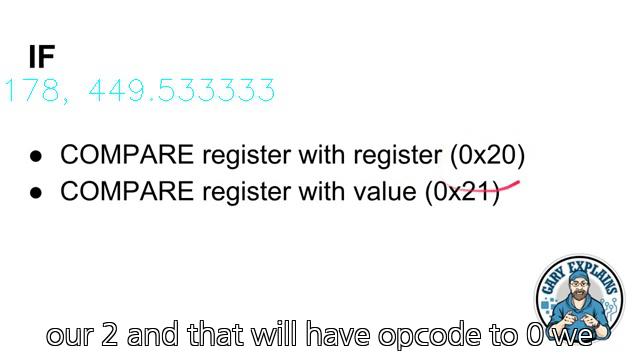 IF
178, 449.533333
● COMPARE register with register (0x20)
● COMPARE register with value (0x21)
GARY EXPLAINS
our 2 and that will have opcode to 0 we